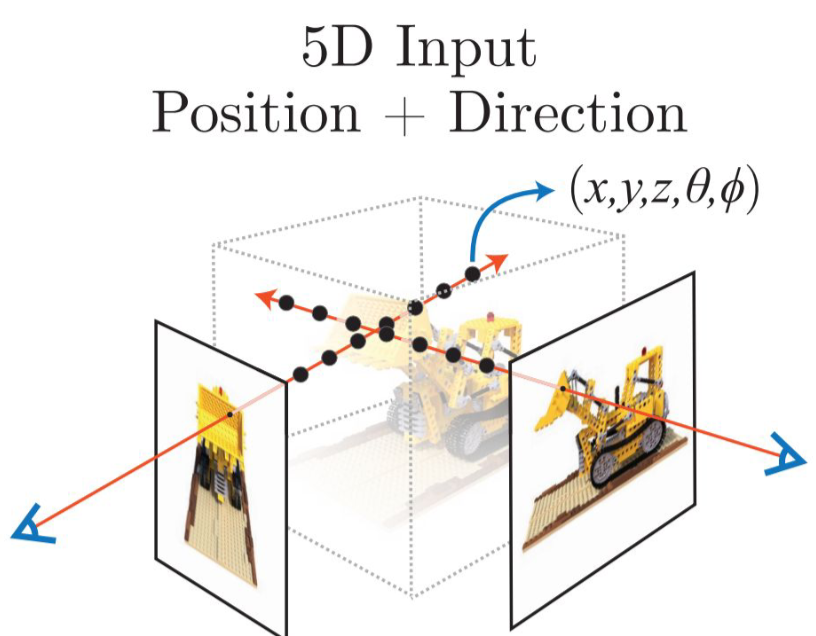 5D Input
Position + Direction
(x,y,z,θ,ϕ)